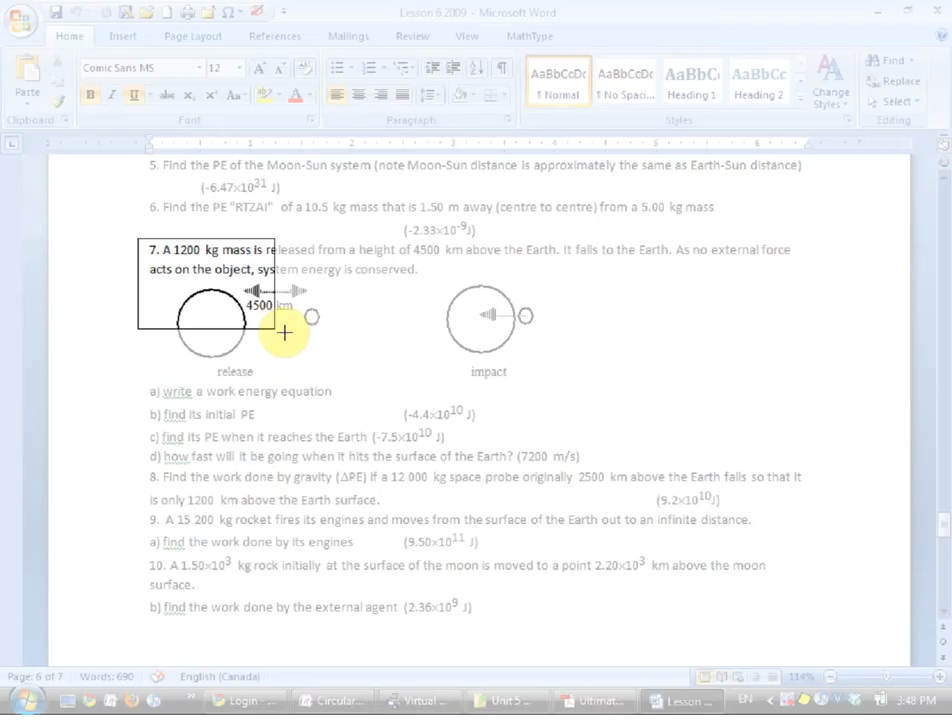 Lesson 6 2009 - Microsoft Word
Home Insert Page Layout References Mailings Review View MathType
Paste
Clipboard
Comic Sans MS 12
B I U abc x₂ x² Aa
Font
Paragraph
AaBbCcDc AaBbCcDc AaBbC AaBbCc
¶ Normal ¶ No Spaci... Heading 1 Heading 2
Change Styles
Styles
Find
Replace
Select
Editing
5. Find the PE of the Moon-Sun system (note Moon-Sun distance is approximately the same as Earth-Sun distance)
(-6.47×10³¹ J)
6. Find the PE "RTZAI" of a 10.5 kg mass that is 1.50 m away (centre to centre) from a 5.00 kg mass
(-2.33×10⁻⁹J)
7. A 1200 kg mass is released from a height of 4500 km above the Earth. It falls to the Earth. As no external force
acts on the object, system energy is conserved.
4500 km
release impact
a) write a work energy equation
b) find its initial PE (-4.4×10¹⁰ J)
c) find its PE when it reaches the Earth (-7.5×10¹⁰ J)
d) how fast will it be going when it hits the surface of the Earth? (7200 m/s)
8. Find the work done by gravity (ΔPE) if a 12 000 kg space probe originally 2500 km above the Earth falls so that it
is only 1200 km above the Earth surface. (9.2×10¹⁰J)
9. A 15 200 kg rocket fires its engines and moves from the surface of the Earth out to an infinite distance.
a) find the work done by its engines (9.50×10¹¹ J)
10. A 1.50×10³ kg rock initially at the surface of the moon is moved to a point 2.20×10³ km above the moon
surface.
b) find the work done by the external agent (2.36×10⁹ J)
Page: 6 of 7 Words: 690 English (Canada) 114%
Login - ... Circular... Virtual ... Unit 5 ... Ultimat... Lesson ... EN 3:48 PM